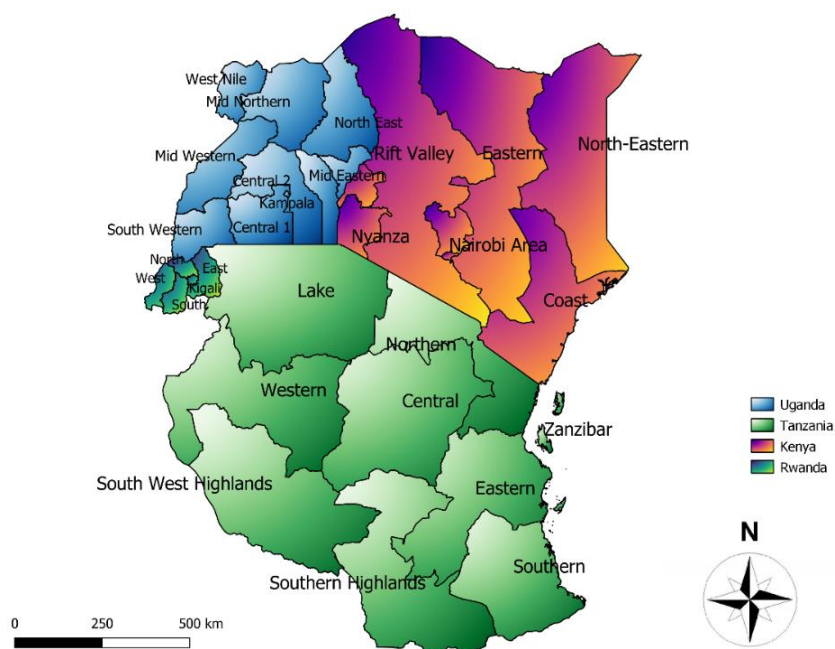 West Nile
Mid Northern
North East
Mid Western
Rift Valley
Eastern
North-Eastern
Central 2
Mid Eastern
Kampala
South Western
Central 1
Nyanza
Nairobi Area
North
West
East
Kigali
South
Lake
Coast
Northern
Western
Central
Zanzibar
South West Highlands
Eastern
Southern Highlands
Southern
Uganda
Tanzania
Kenya
Rwanda
N
0 250 500 km